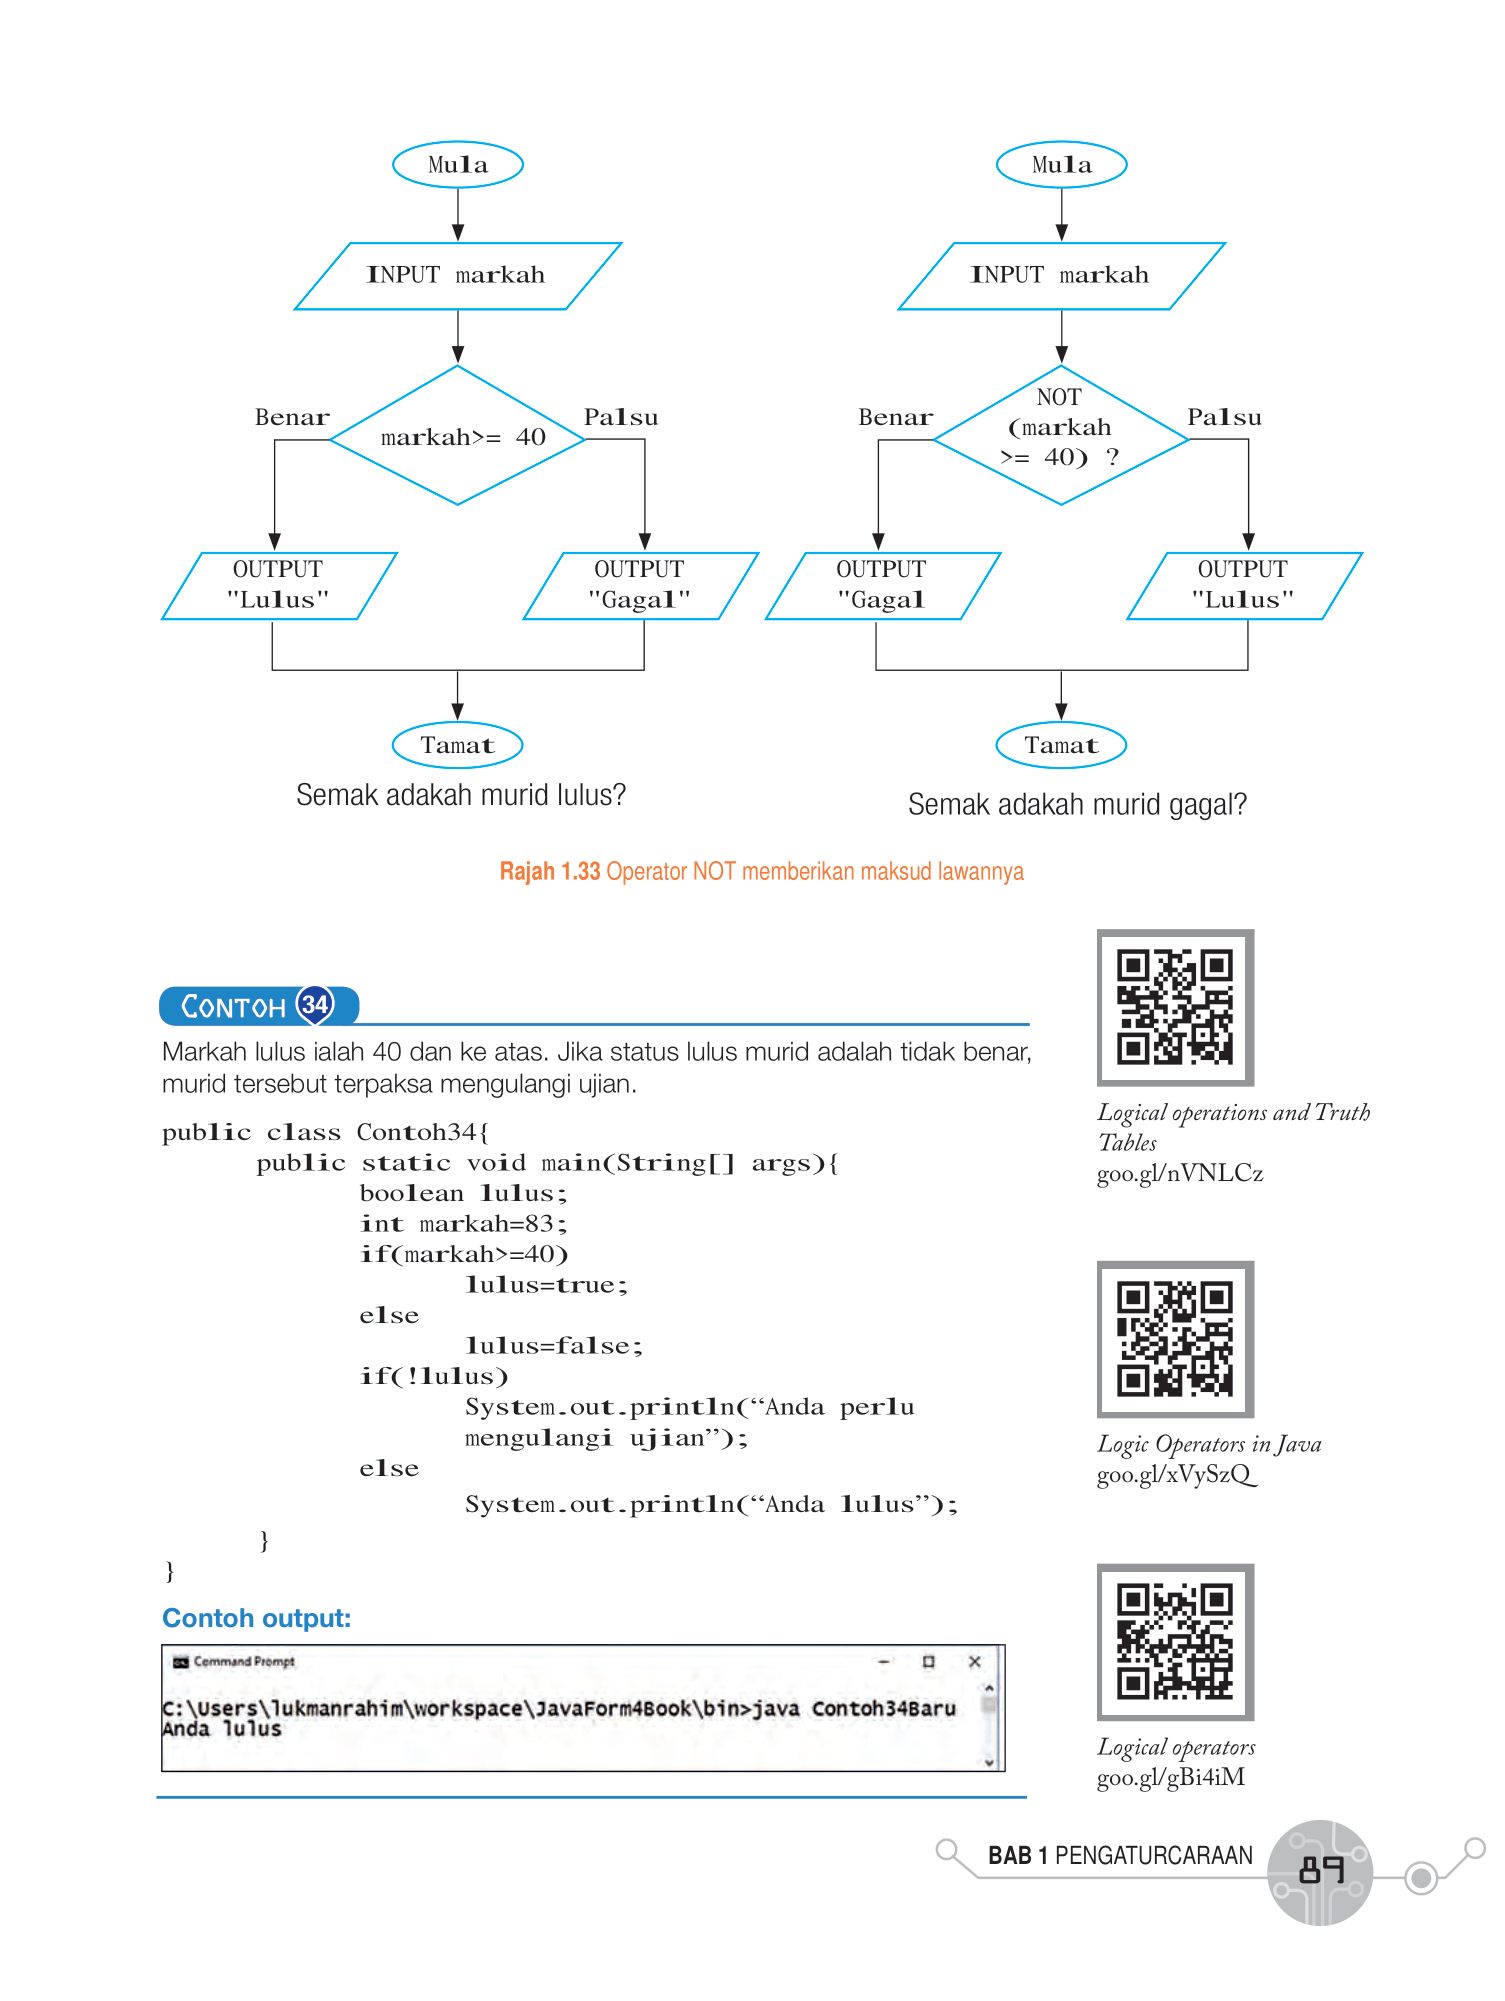 Mula
INPUT markah
Benar
Palsu
markah>= 40
OUTPUT
"Lulus"
OUTPUT
"Gagal"
Tamat
Semak adakah murid lulus?
Mula
INPUT markah
Benar
Palsu
NOT
(markah
>= 40) ?
OUTPUT
"Gagal
OUTPUT
"Lulus"
Tamat
Semak adakah murid gagal?
Rajah 1.33 Operator NOT memberikan maksud lawannya
CONTOH 34
Markah lulus ialah 40 dan ke atas. Jika status lulus murid adalah tidak benar,
murid tersebut terpaksa mengulangi ujian.
public class Contoh34{
public static void main(String[] args){
boolean lulus;
int markah=83;
if(markah>=40)
lulus=true;
else
lulus=false;
if(!lulus)
System.out.println(“Anda perlu
mengulangi ujian”);
else
System.out.println(“Anda lulus”);
}
}
Contoh output:
Command Prompt
C:\Users\lukmanrahim\workspace\JavaForm4Book\bin>java Contoh34Baru
Anda lulus
Logical operations and Truth
Tables
goo.gl/nVNLCz
Logic Operators in Java
goo.gl/xVySzQ
Logical operators
goo.gl/gBi4iM
BAB 1 PENGATURCARAAN
89